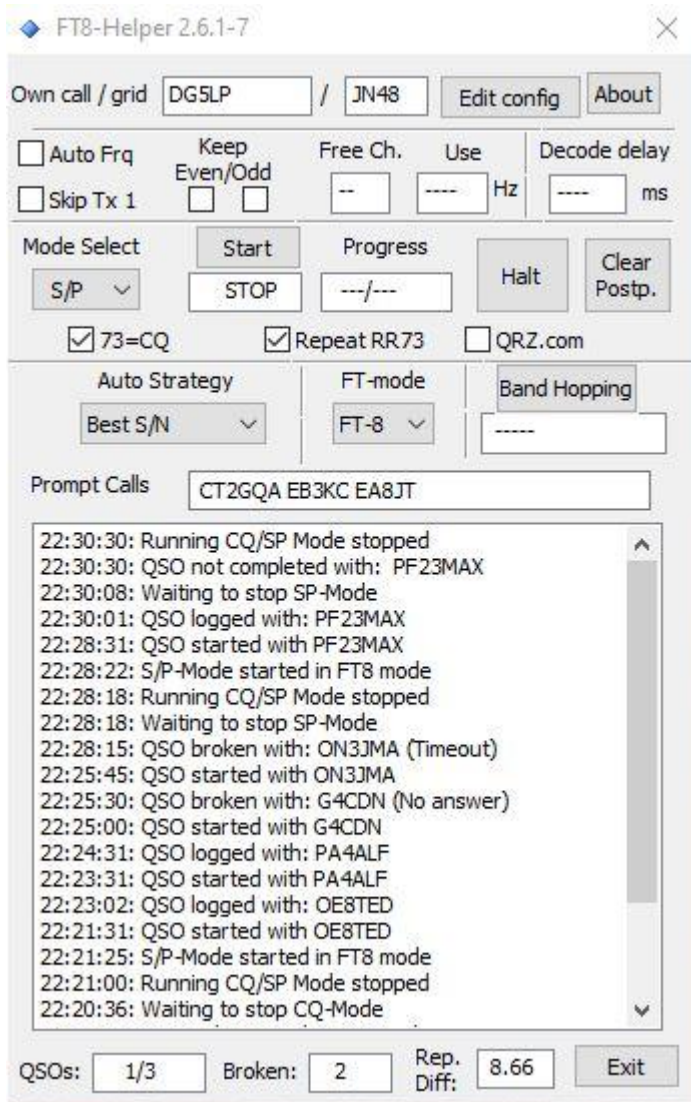 FT8-Helper 2.6.1-7
Own call / grid DG5LP / JN48 Edit config About
Auto Frq Keep Even/Odd Free Ch. Use Decode delay
Skip Tx 1 -- ---- Hz ---- ms
Mode Select Start Progress Halt Clear Postp.
S/P STOP ---/---
73=CQ Repeat RR73 QRZ.com
Auto Strategy FT-mode Band Hopping
Best S/N FT-8 -----
Prompt Calls CT2GQA EB3KC EA8JT
22:30:30: Running CQ/SP Mode stopped
22:30:30: QSO not completed with: PF23MAX
22:30:08: Waiting to stop SP-Mode
22:30:01: QSO logged with: PF23MAX
22:28:31: QSO started with PF23MAX
22:28:22: S/P-Mode started in FT8 mode
22:28:18: Running CQ/SP Mode stopped
22:28:18: Waiting to stop SP-Mode
22:28:15: QSO broken with: ON3JMA (Timeout)
22:25:45: QSO started with ON3JMA
22:25:30: QSO broken with: G4CDN (No answer)
22:25:00: QSO started with G4CDN
22:24:31: QSO logged with: PA4ALF
22:23:31: QSO started with PA4ALF
22:23:02: QSO logged with: OE8TED
22:21:31: QSO started with OE8TED
22:21:25: S/P-Mode started in FT8 mode
22:21:00: Running CQ/SP Mode stopped
22:20:36: Waiting to stop CQ-Mode
QSOs: 1/3 Broken: 2 Rep. Diff: 8.66 Exit